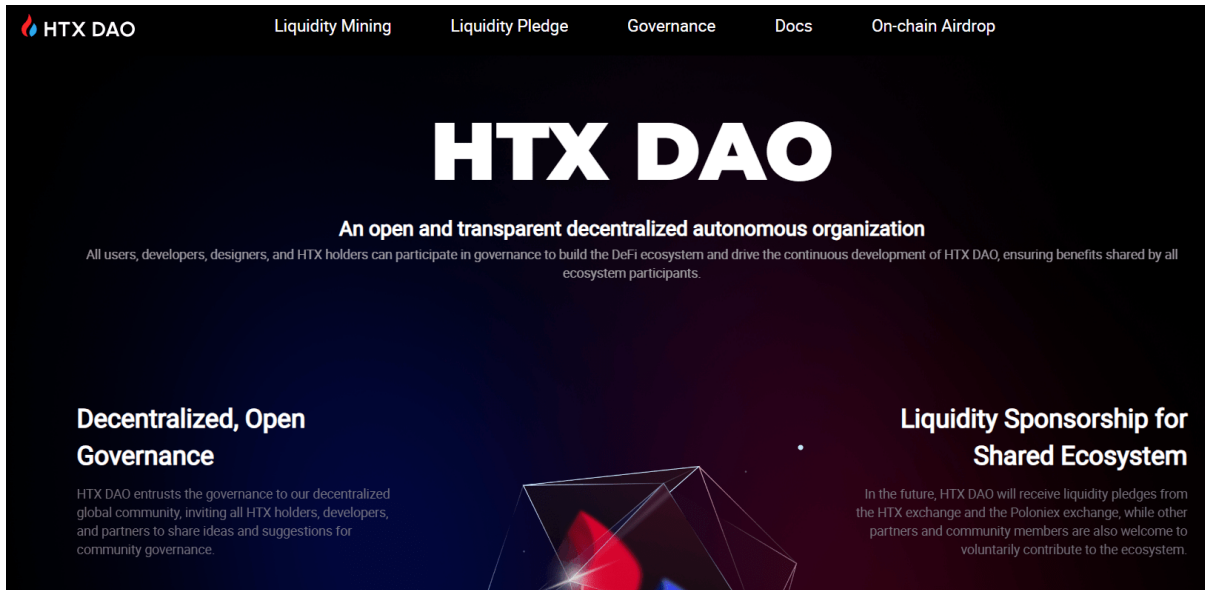 HTX DAO
Liquidity Mining
Liquidity Pledge
Governance
Docs
On-chain Airdrop
HTX DAO
An open and transparent decentralized autonomous organization
All users, developers, designers, and HTX holders can participate in governance to build the DeFi ecosystem and drive the continuous development of HTX DAO, ensuring benefits shared by all
ecosystem participants.
Decentralized, Open
Governance
HTX DAO entrusts the governance to our decentralized
global community, inviting all HTX holders, developers,
and partners to share ideas and suggestions for
community governance.
Liquidity Sponsorship for
Shared Ecosystem
In the future, HTX DAO will receive liquidity pledges from
the HTX exchange and the Poloniex exchange, while other
partners and community members are also welcome to
voluntarily contribute to the ecosystem.